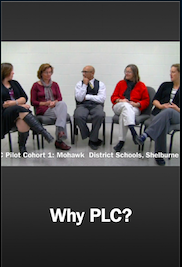 C Pilot Cohort 1: Mohawk District Schools, Shelburne
Why PLC?